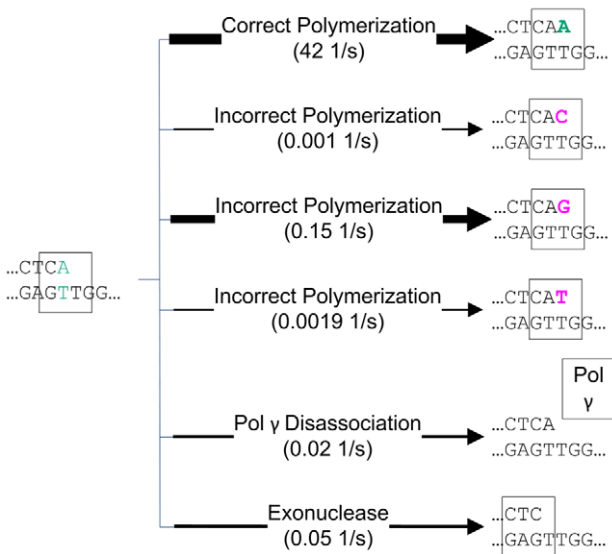 Correct Polymerization
(42 1/s)
...CTCAA
GAGTTGG...
Incorrect Polymerization
(0.001 1/s)
...CTCAC
GAGTTGG...
Incorrect Polymerization
(0.15 1/s)
...CTCAG
GAGTTGG...
...CTCA
...GAGTTGG...
Incorrect Polymerization
(0.0019 1/s)
...CTCAT
GAGTTGG...
Pol γ
Pol γ Disassociation
(0.02 1/s)
...CTCA
GAGTTGG...
Exonuclease
(0.05 1/s)
...CTC
GAGTTGG...